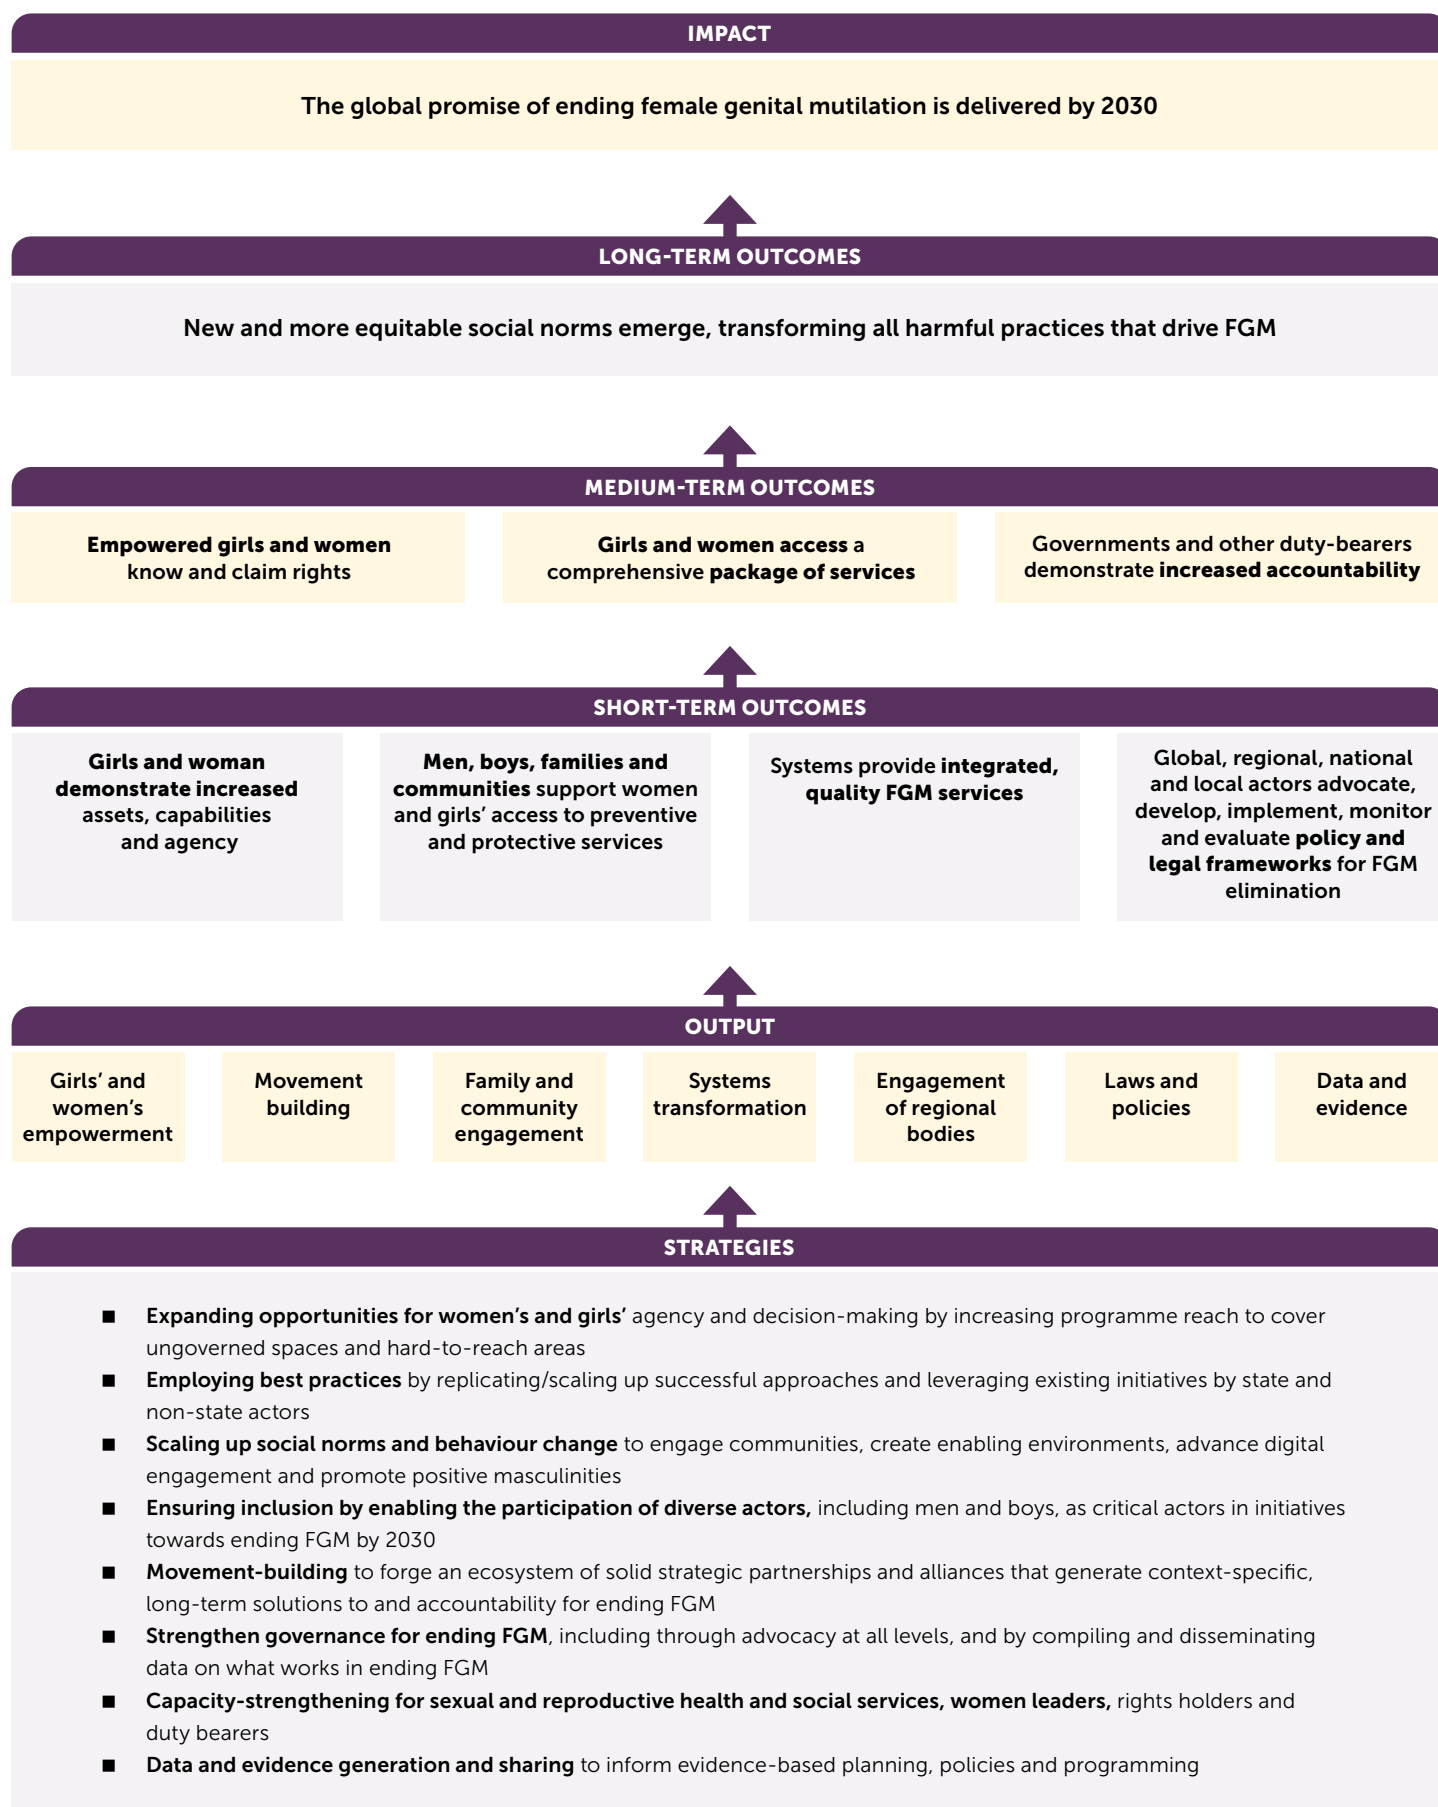 IMPACT
The global promise of ending female genital mutilation is delivered by 2030
LONG-TERM OUTCOMES
New and more equitable social norms emerge, transforming all harmful practices that drive FGM
MEDIUM-TERM OUTCOMES
Empowered girls and women
know and claim rights
Girls and women access a
comprehensive package of services
Governments and other duty-bearers
demonstrate increased accountability
SHORT-TERM OUTCOMES
Girls and woman
demonstrate increased
assets, capabilities
and agency
Men, boys, families and
communities support women
and girls’ access to preventive
and protective services
Systems provide integrated,
quality FGM services
Global, regional, national
and local actors advocate,
develop, implement, monitor
and evaluate policy and
legal frameworks for FGM
elimination
OUTPUT
Girls’ and
women’s
empowerment
Movement
building
Family and
community
engagement
Systems
transformation
Engagement
of regional
bodies
Laws and
policies
Data and
evidence
STRATEGIES
■ Expanding opportunities for women’s and girls’ agency and decision-making by increasing programme reach to cover
ungoverned spaces and hard-to-reach areas
■ Employing best practices by replicating/scaling up successful approaches and leveraging existing initiatives by state and
non-state actors
■ Scaling up social norms and behaviour change to engage communities, create enabling environments, advance digital
engagement and promote positive masculinities
■ Ensuring inclusion by enabling the participation of diverse actors, including men and boys, as critical actors in initiatives
towards ending FGM by 2030
■ Movement-building to forge an ecosystem of solid strategic partnerships and alliances that generate context-specific,
long-term solutions to and accountability for ending FGM
■ Strengthen governance for ending FGM, including through advocacy at all levels, and by compiling and disseminating
data on what works in ending FGM
■ Capacity-strengthening for sexual and reproductive health and social services, women leaders, rights holders and
duty bearers
■ Data and evidence generation and sharing to inform evidence-based planning, policies and programming